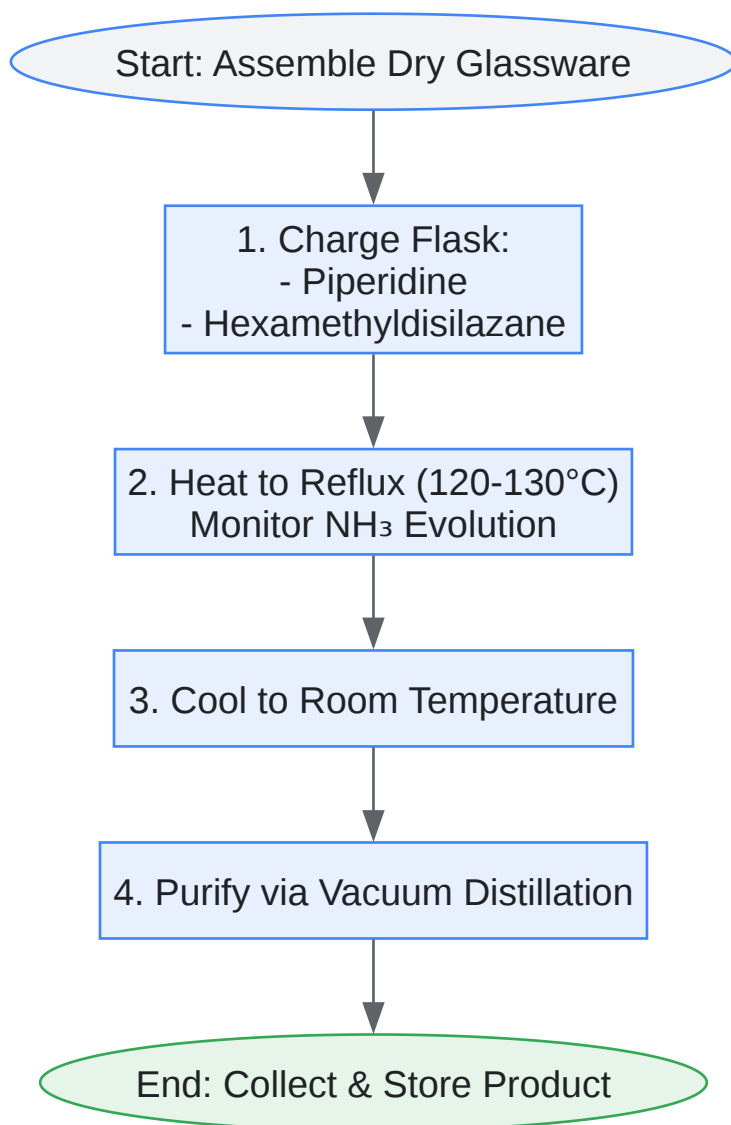 Start: Assemble Dry Glassware
1. Charge Flask:
- Piperidine
- Hexamethyldisilazane
2. Heat to Reflux (120-130°C)
Monitor NH₃ Evolution
3. Cool to Room Temperature
4. Purify via Vacuum Distillation
End: Collect & Store Product